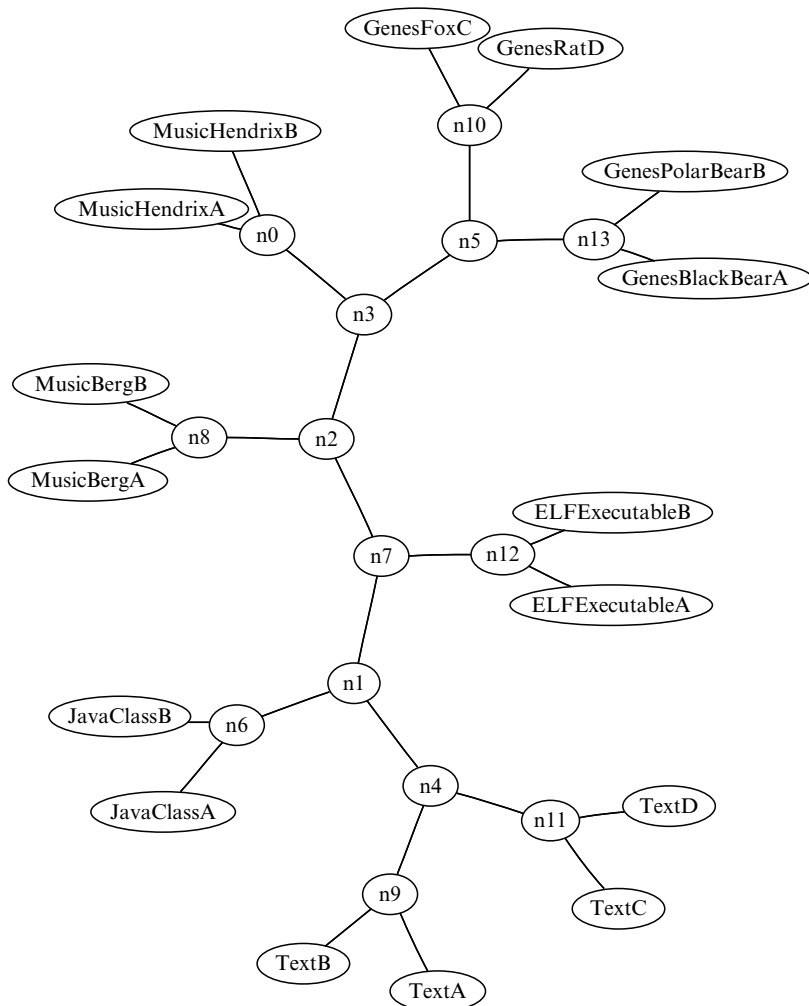 GenesFoxC
GenesRatD
n10
MusicHendrixB
MusicHendrixA
n0
n5
n13
GenesPolarBearB
GenesBlackBearA
n3
MusicBergB
n8
n2
MusicBergA
ELFExecutableB
n7
n12
ELFExecutableA
n1
JavaClassB
n6
JavaClassA
n4
n11
TextD
n9
TextC
TextB
TextA